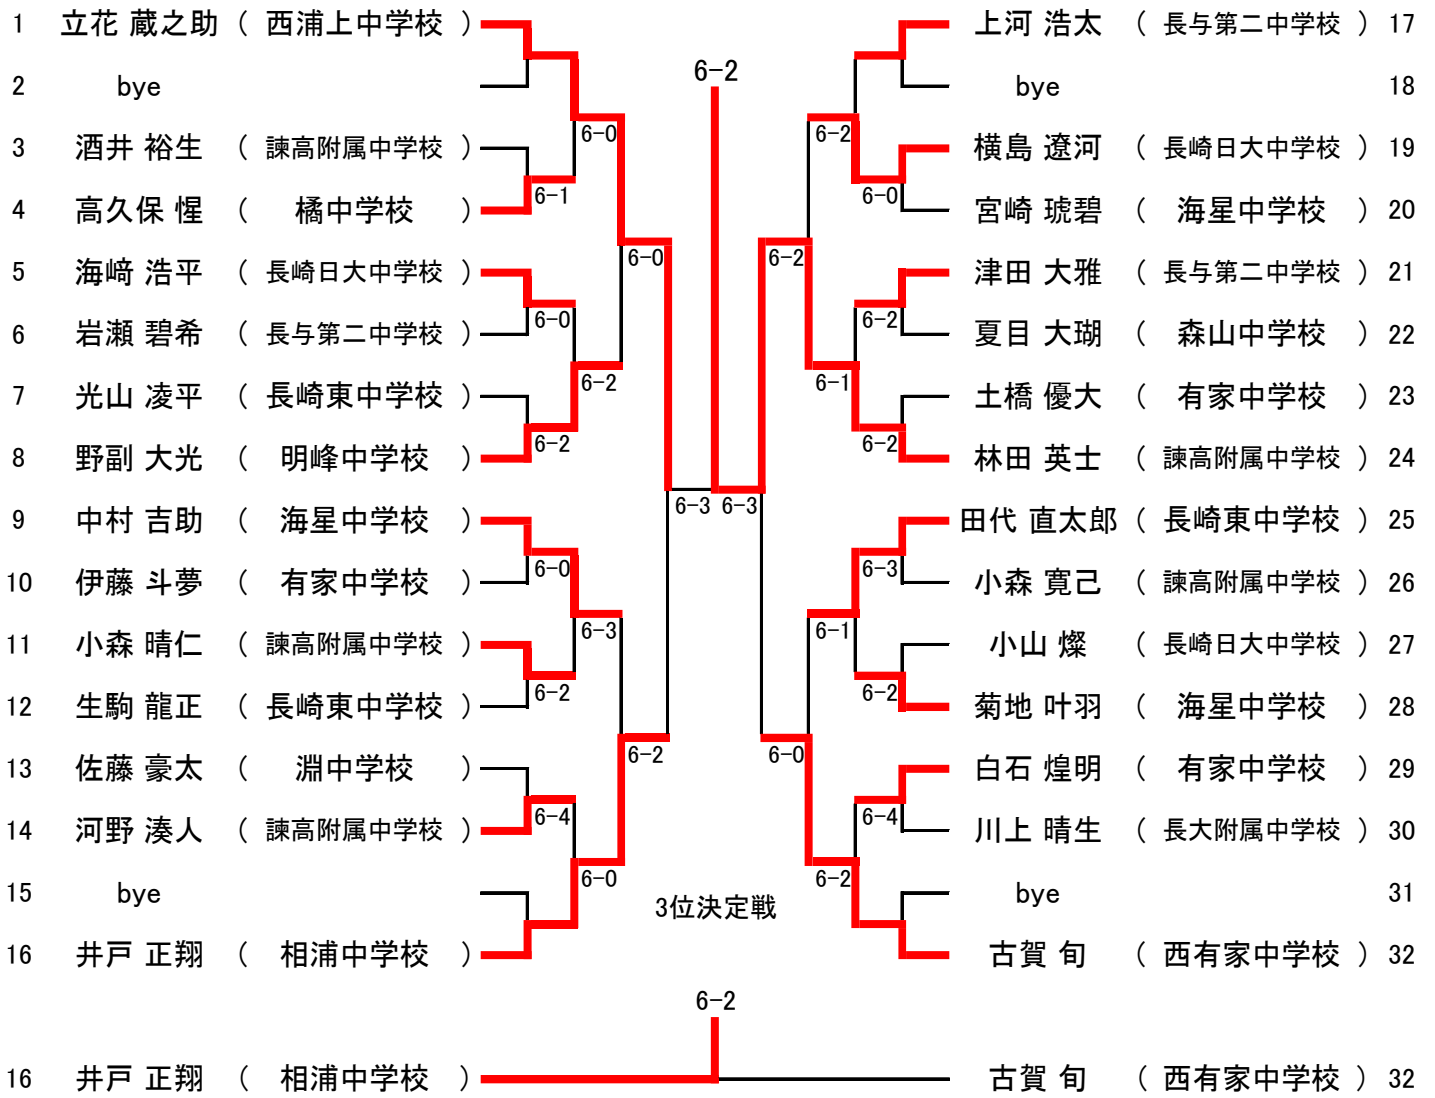 1 立花 蔵之助 ( 西浦上中学校 ) 上河 浩太 ( 長与第二中学校 ) 17
6-2
2 bye bye 18
6-0 6-2
3 酒井 裕生 ( 諫高附属中学校 ) 横島 遼河 ( 長崎日大中学校 ) 19
6-1 6-0
4 高久保 惺 ( 橘中学校 ) 宮崎 琥碧 ( 海星中学校 ) 20
6-0 6-2
5 海﨑 浩平 ( 長崎日大中学校 ) 津田 大雅 ( 長与第二中学校 ) 21
6-0 6-2
6 岩瀬 碧希 ( 長与第二中学校 ) 夏目 大瑚 ( 森山中学校 ) 22
6-2 6-1
7 光山 凌平 ( 長崎東中学校 ) 土橋 優大 ( 有家中学校 ) 23
6-2 6-2
8 野副 大光 ( 明峰中学校 ) 林田 英士 ( 諫高附属中学校 ) 24
6-3 6-3
9 中村 吉助 ( 海星中学校 ) 田代 直太郎 ( 長崎東中学校 ) 25
6-0 6-3
10 伊藤 斗夢 ( 有家中学校 ) 小森 寛己 ( 諫高附属中学校 ) 26
6-3 6-1
11 小森 晴仁 ( 諫高附属中学校 ) 小山 燦 ( 長崎日大中学校 ) 27
6-2 6-2
12 生駒 龍正 ( 長崎東中学校 ) 菊地 叶羽 ( 海星中学校 ) 28
6-2 6-0
13 佐藤 豪太 ( 淵中学校 ) 白石 煌明 ( 有家中学校 ) 29
6-4 6-4
14 河野 湊人 ( 諫高附属中学校 ) 川上 晴生 ( 長大附属中学校 ) 30
6-0 6-2
15 bye bye 31
3位決定戦
16 井戸 正翔 ( 相浦中学校 ) 古賀 旬 ( 西有家中学校 ) 32
6-2
16 井戸 正翔 ( 相浦中学校 ) 古賀 旬 ( 西有家中学校 ) 32